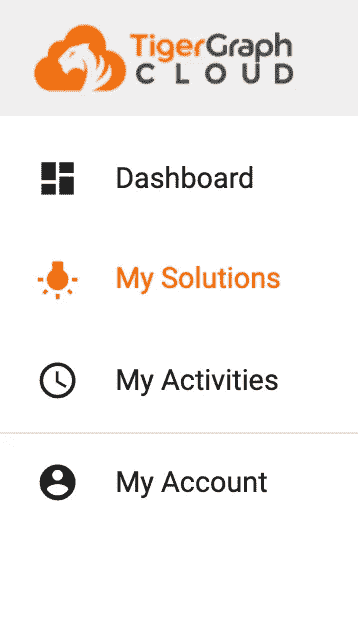 TigerGraph
CLOUD
Dashboard
My Solutions
My Activities
My Account